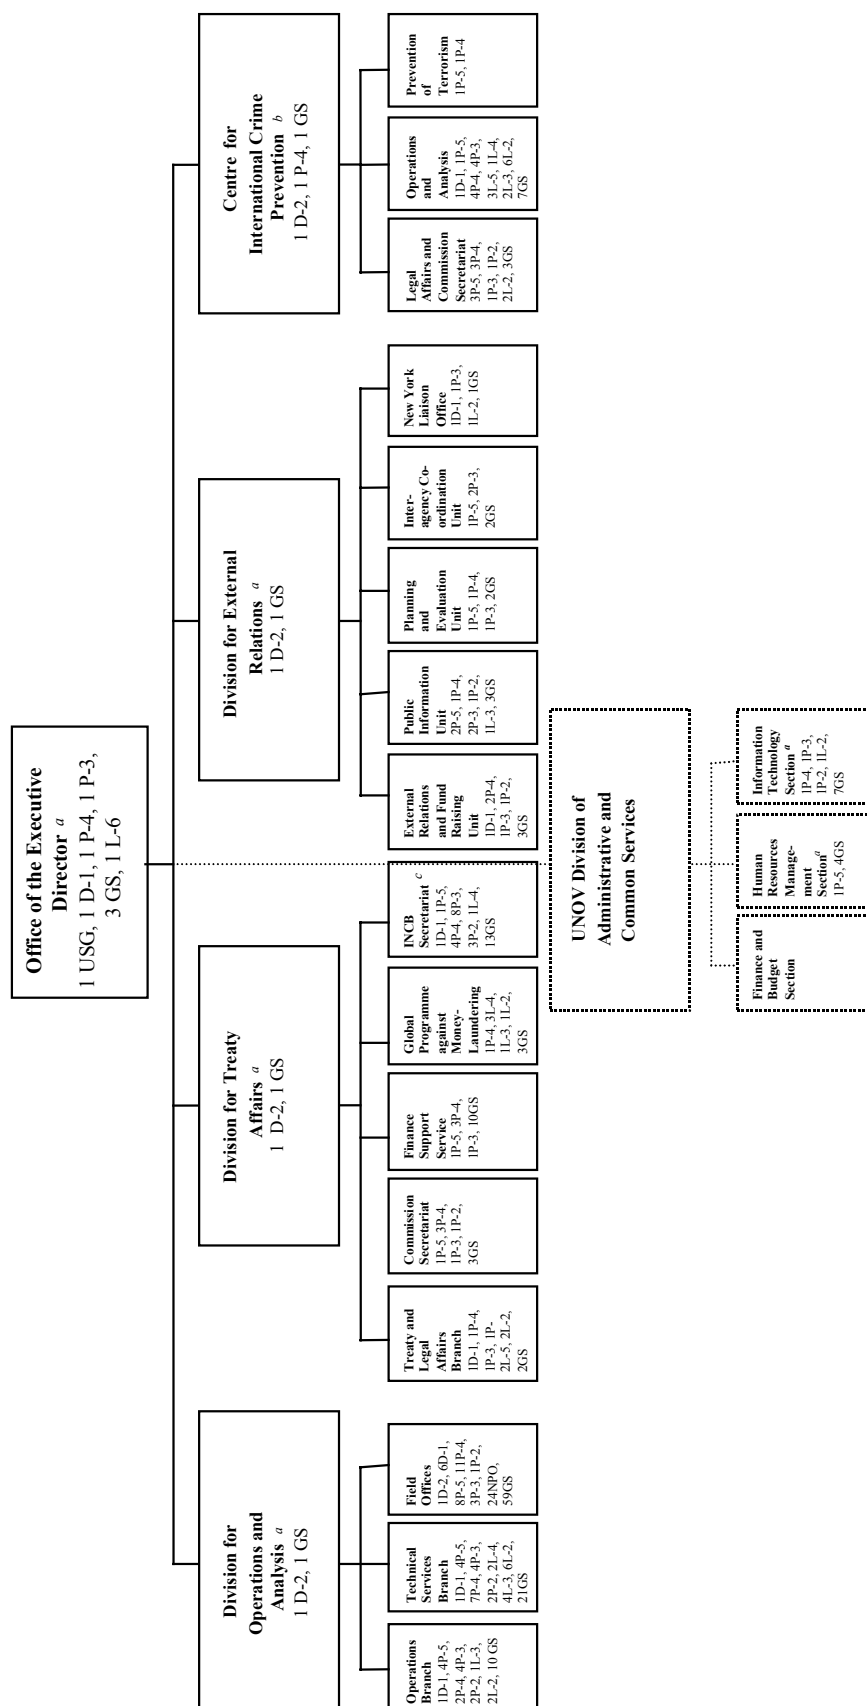 Office of the Executive
Director a
1 USG, 1 D-1, 1 P-4, 1 P-3,
3 GS, 1 L-6
Division for
Operations and
Analysis a
1 D-2, 1 GS
Division for Treaty
Affairs a
1 D-2, 1 GS
Division for External
Relations a
1 D-2, 1 GS
Centre for
International Crime
Prevention b
1 D-2, 1 P-4, 1 GS
Operations
Branch
1D-1, 4P-5,
2P-4, 4P-3,
2P-2, 1L-3,
2L-2, 10 GS
Technical
Services
Branch
1D-1, 4P-5,
7P-4, 4P-3,
2P-2, 2L-4,
4L-3, 6L-2,
21GS
Field
Offices
1D-2, 6D-1,
8P-5, 11P-4,
3P-3, 1P-2,
24NPO,
59GS
Treaty and
Legal
Affairs
Branch
1D-1, 1P-4,
1P-3, 1P-
2L-5, 2L-2,
2GS
Commission
Secretariat
1P-5, 3P-4,
1P-3, 1P-2,
3GS
Finance
Support
Service
1P-5, 3P-4,
1P-3, 10GS
Global
Programme
against
Money-
Laundering
1P-4, 3L-4,
1L-3, 1L-2,
3GS
INCB
Secretariat c
1D-1, 1P-5,
4P-4, 8P-3,
3P-2, 1L-4,
13GS
External
Relations
and Fund
Raising
Unit
1D-1, 2P-4,
1P-3, 1P-2,
3GS
Public
Information
Unit
2P-5, 1P-4,
2P-3, 1P-2,
1L-3, 3GS
Planning
and
Evaluation
Unit
1P-5, 1P-4,
1P-3, 2GS
Inter-
agency Co-
ordination
Unit
1P-5, 2P-3,
2GS
New York
Liaison
Office
1D-1, 1P-3,
1L-2, 1GS
Legal
Affairs and
Commission
Secretariat
3P-5, 3P-4,
1P-3, 1P-2,
2L-2, 3GS
Operations
and
Analysis
1D-1, 1P-5,
4P-4, 4P-3,
3L-5, 1L-4,
2L-3, 6L-2,
7GS
Prevention
of
Terrorism
1P-5, 1P-4
UNOV Division of
Administrative and
Common Services
Finance and
Budget
Section
Human
Resources
Manage-
ment
Section a
1P-5, 4GS
Information
Technology
Section a
1P-4, 1P-3,
1P-2, 1L-2,
7GS